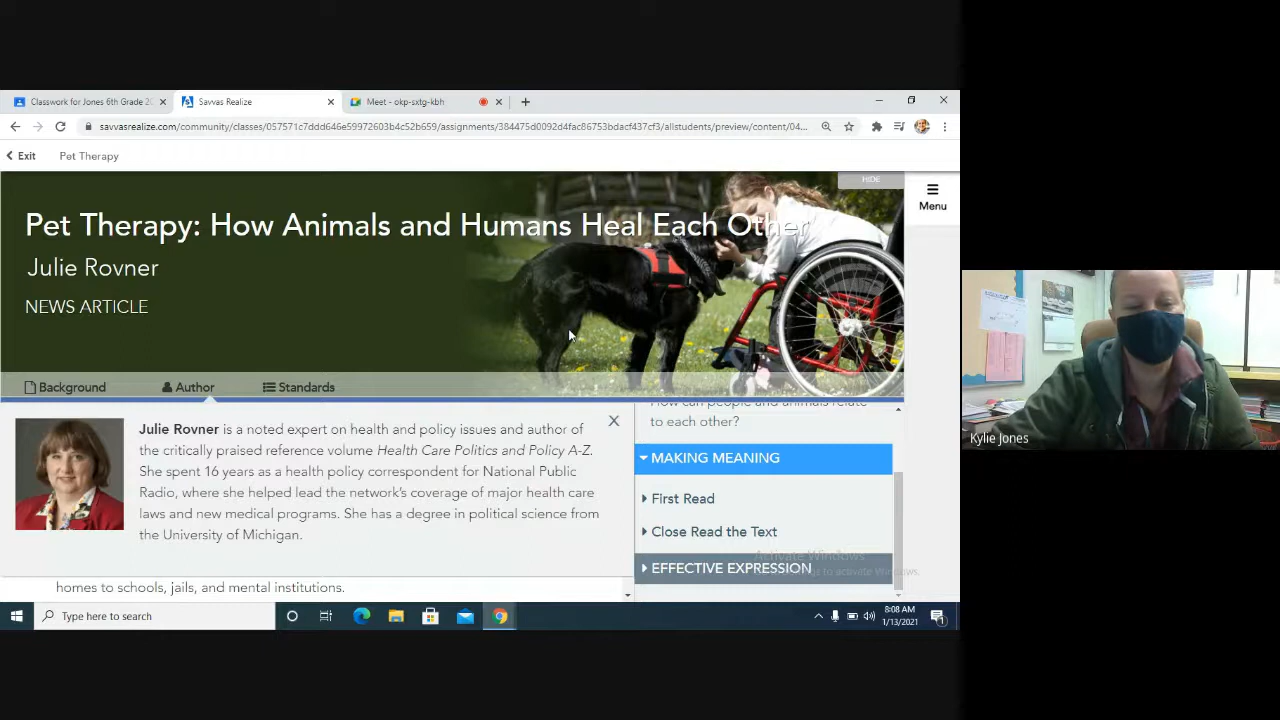 Classwork for Jones 6th Grade 2
Savvas Realize
Meet - okp-sxtg-kbh
savvasrealize.com/community/classes/057571c7ddd646e59972603b4c52b659/assignments/384475d0092d4fac86753bdacf437cf3/allstudents/preview/content/04...
Exit
Pet Therapy
HIDE
Menu
Pet Therapy: How Animals and Humans Heal Each Other
Julie Rovner
NEWS ARTICLE
Background
Author
Standards
Julie Rovner is a noted expert on health and policy issues and author of
the critically praised reference volume Health Care Politics and Policy A-Z.
She spent 16 years as a health policy correspondent for National Public
Radio, where she helped lead the network's coverage of major health care
laws and new medical programs. She has a degree in political science from
the University of Michigan.
homes to schools, jails, and mental institutions.
How can people and animals relate
to each other?
MAKING MEANING
First Read
Close Read the Text
Activate Windows
EFFECTIVE EXPRESSION
to activate Windows.
Kylie Jones
Type here to search
8:08 AM
1/13/2021